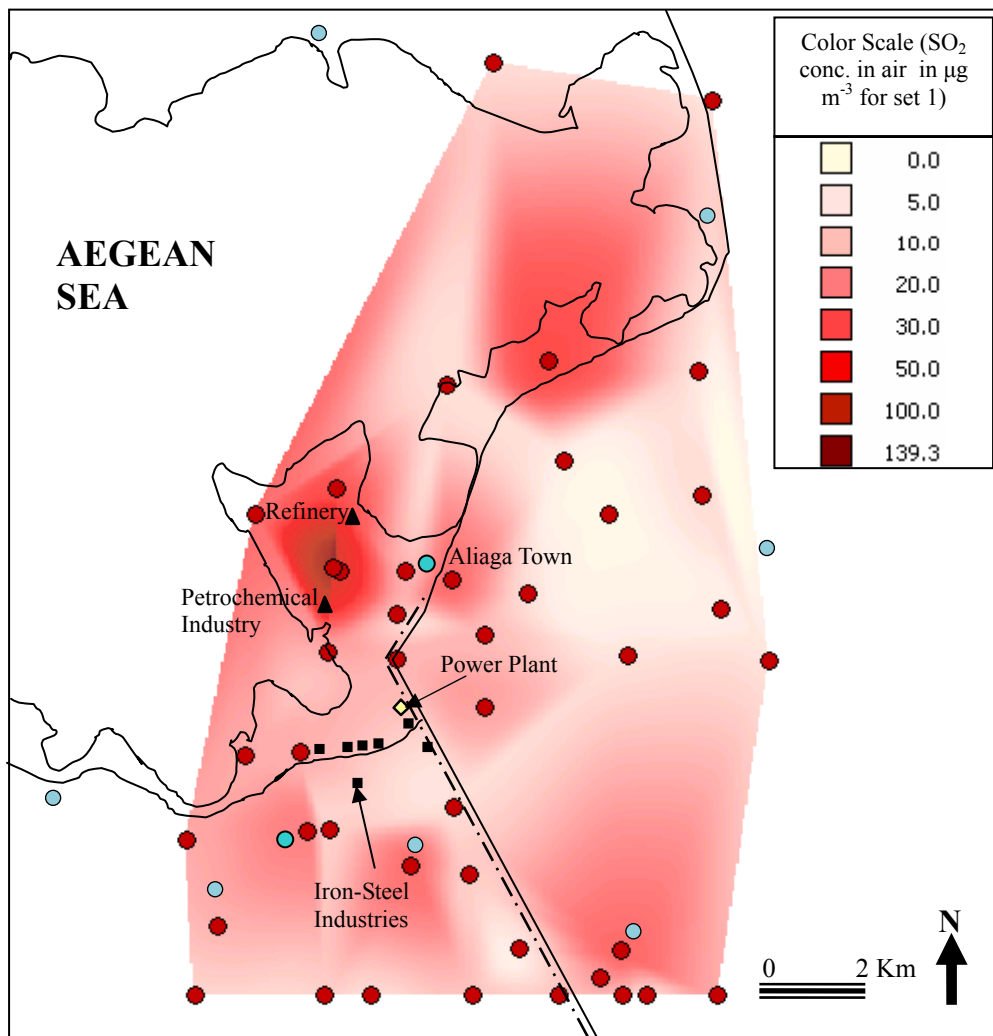 Color Scale (SO₂
conc. in air in µg
m⁻³ for set 1)
0.0
5.0
10.0
20.0
30.0
50.0
100.0
139.3
AEGEAN
SEA
Refinery
Aliaga Town
Petrochemical
Industry
Power Plant
Iron-Steel
Industries
N
0 2 Km